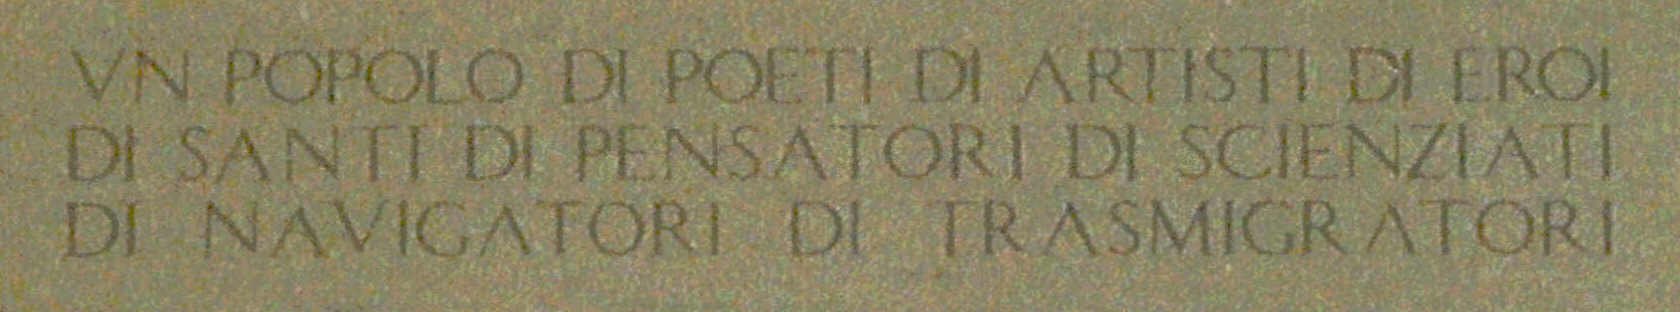 VN POPOLO DI POETI DI ARTISTI DI EROI
DI SANTI DI PENSATORI DI SCIENZIATI
DI NAVIGATORI DI TRASMIGRATORI